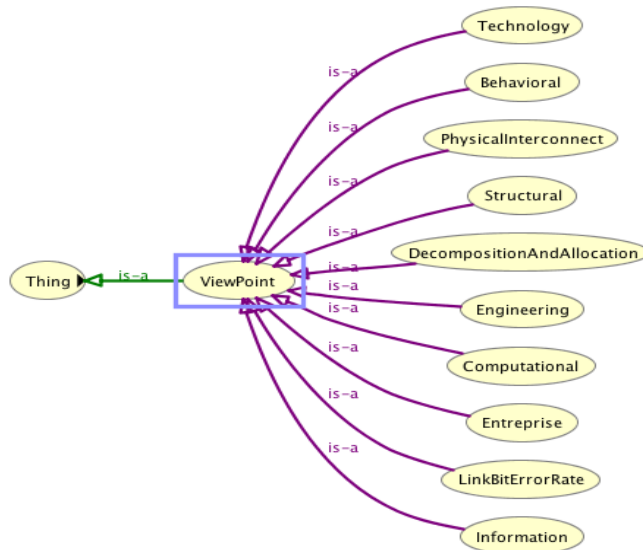 Technology
is-a
Behavioral
is-a
PhysicalInterconnect
is-a
Structural
is-a
DecompositionAndAllocation
is-a
Thing
is-a
ViewPoint
is-a
Engineering
is-a
Computational
is-a
Entreprise
is-a
LinkBitErrorRate
is-a
Information